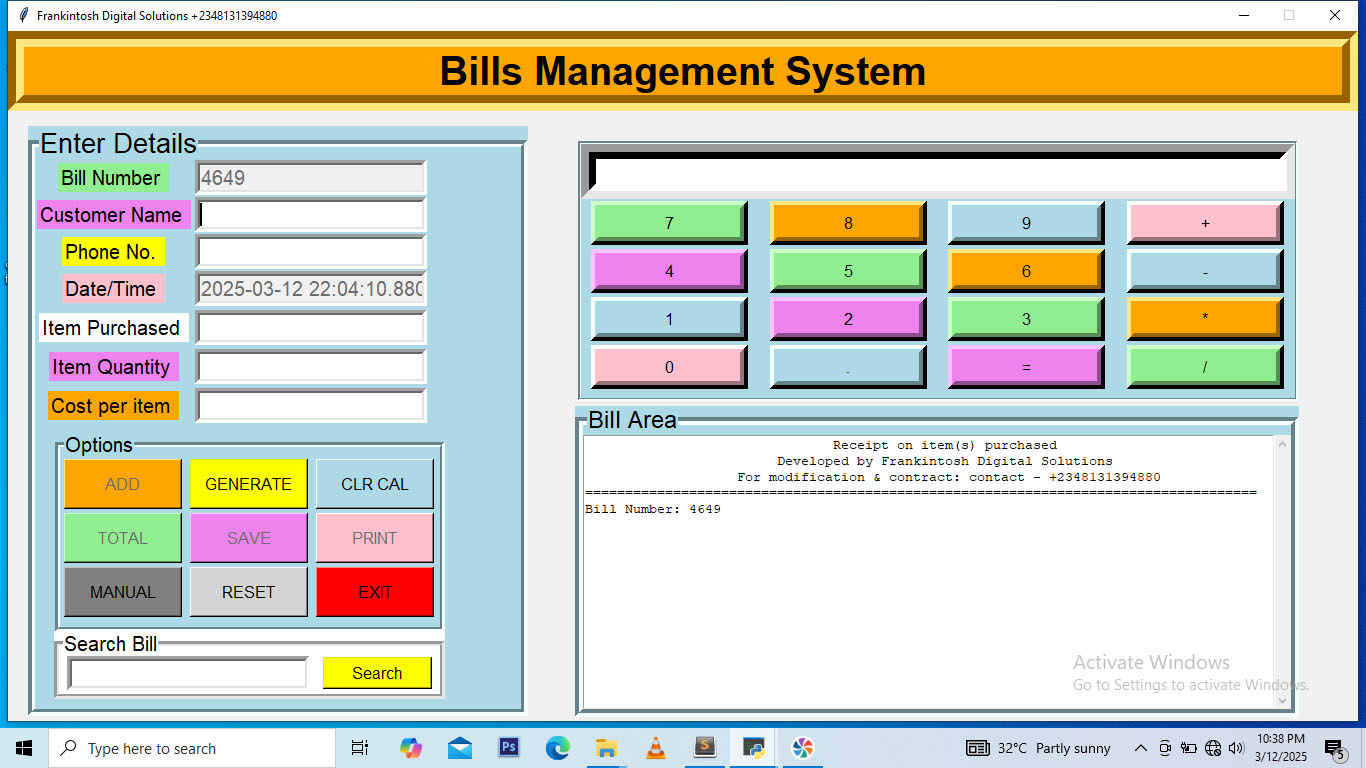 Frankintosh Digital Solutions +2348131394880
Bills Management System
Enter Details
Bill Number 4649
Customer Name
Phone No.
Date/Time 2025-03-12 22:04:10.880
Item Purchased
Item Quantity
Cost per item
Options
ADD GENERATE CLR CAL
TOTAL SAVE PRINT
MANUAL RESET EXIT
Search Bill
Search
7 8 9 +
4 5 6 -
1 2 3 *
0 . = /
Bill Area
Receipt on item(s) purchased
Developed by Frankintosh Digital Solutions
For modification & contract: contact - +2348131394880
====================================================================================
Bill Number: 4649
Activate Windows
Go to Settings to activate Windows.
Type here to search
Ps
S
32°C Partly sunny
10:38 PM
3/12/2025
5